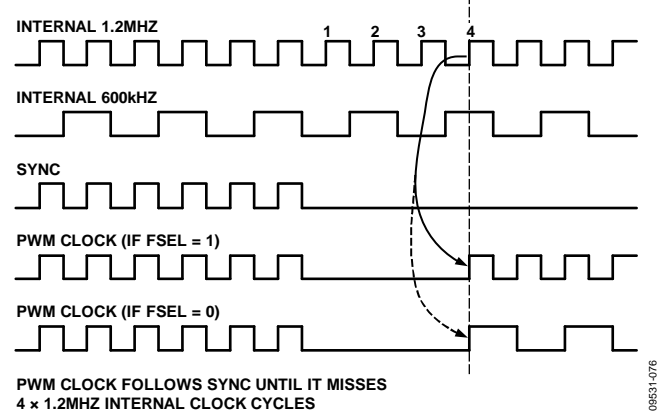 INTERNAL 1.2MHZ
1 2 3 4
INTERNAL 600kHZ
SYNC
PWM CLOCK (IF FSEL = 1)
PWM CLOCK (IF FSEL = 0)
PWM CLOCK FOLLOWS SYNC UNTIL IT MISSES
4 × 1.2MHZ INTERNAL CLOCK CYCLES
09531-076